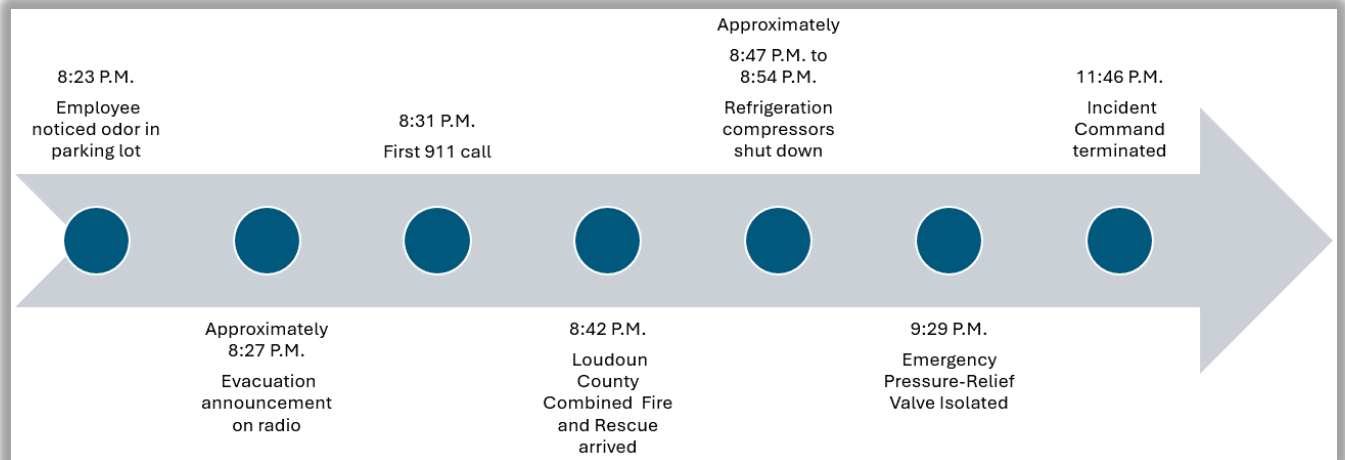 8:23 P.M.
Employee
noticed odor in
parking lot
Approximately
8:27 P.M.
Evacuation
announcement
on radio
8:31 P.M.
First 911 call
8:42 P.M.
Loudoun
County
Combined Fire
and Rescue
arrived
Approximately
8:47 P.M. to
8:54 P.M.
Refrigeration
compressors
shut down
9:29 P.M.
Emergency
Pressure-Relief
Valve Isolated
11:46 P.M.
Incident
Command
terminated